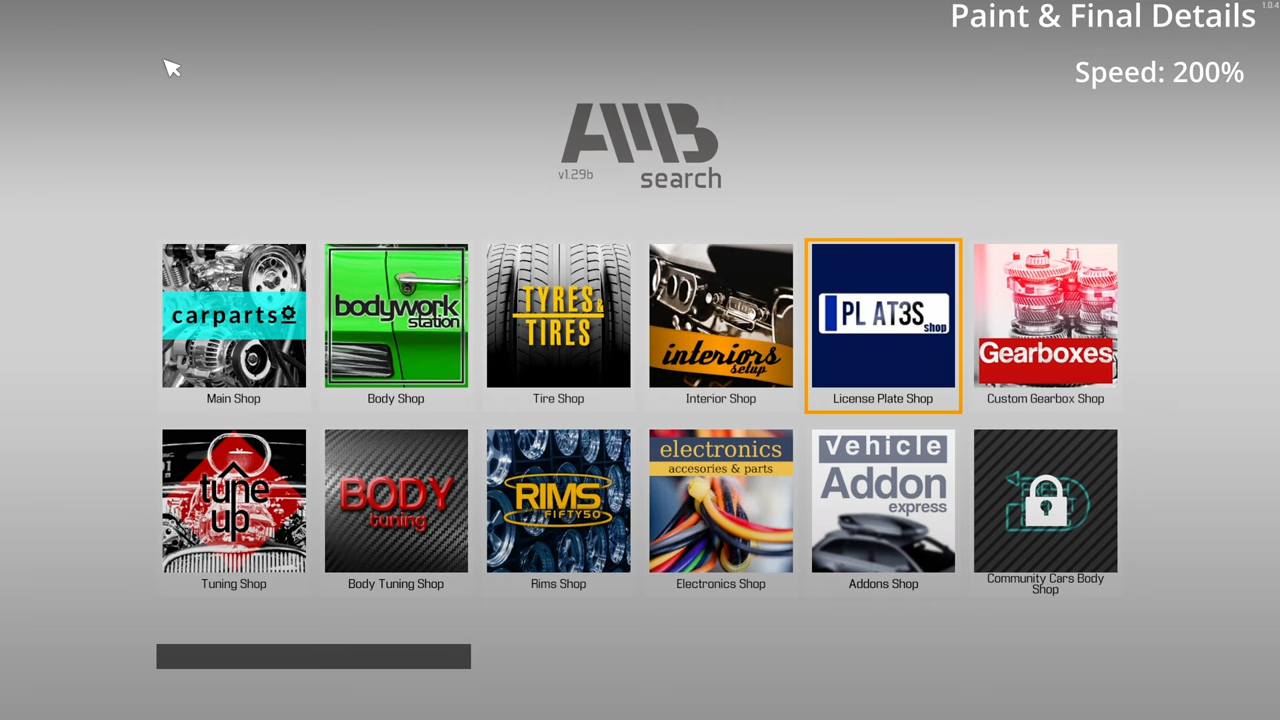 Paint & Final Details
1.0.4
Speed: 200%
AMB
v1.29b
search
carparts
bodywork
station
TYRES&
TIRES
interiors
setup
PL AT3S
shop
Gearboxes
Main Shop
Body Shop
Tire Shop
Interior Shop
License Plate Shop
Custom Gearbox Shop
tune
up
BODY
tuning
RIMS
FIFTY50
electronics
accesories & parts
vehicle
Addon
express
Tuning Shop
Body Tuning Shop
Rims Shop
Electronics Shop
Addons Shop
Community Cars Body
Shop